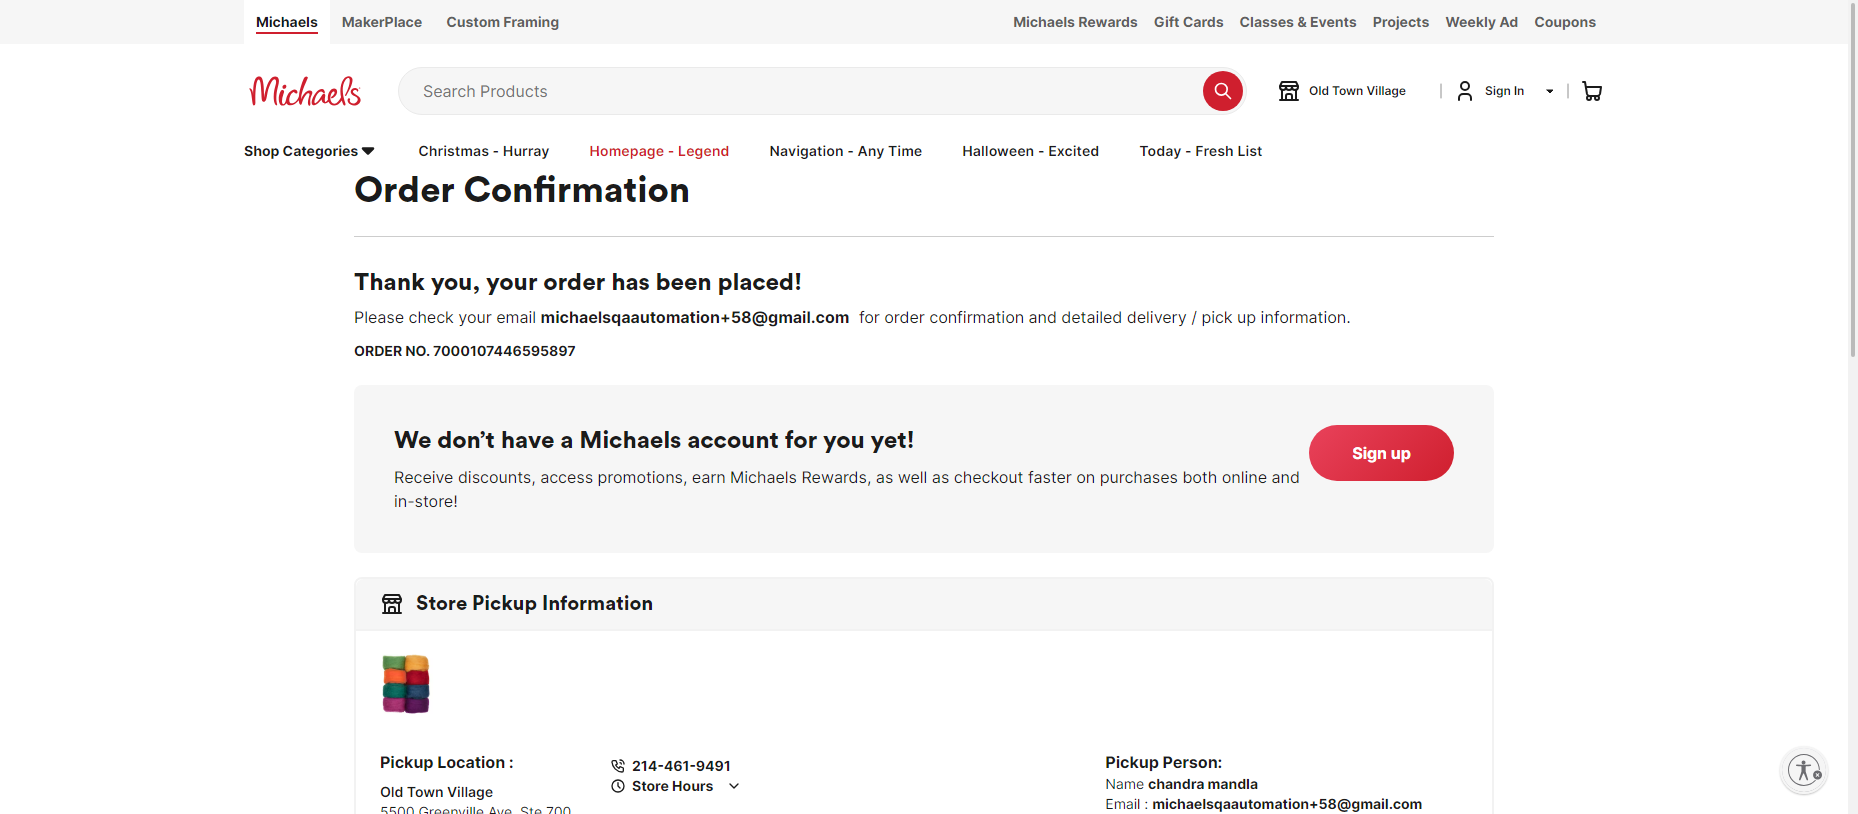 Michaels MakerPlace Custom Framing Michaels Rewards Gift Cards Classes & Events Projects Weekly Ad Coupons
Michaels Search Products Old Town Village Sign In
Shop Categories Christmas - Hurray Homepage - Legend Navigation - Any Time Halloween - Excited Today - Fresh List
Order Confirmation
Thank you, your order has been placed!
Please check your email michaelsqaautomation+58@gmail.com for order confirmation and detailed delivery / pick up information.
ORDER NO. 7000107446595897
We don’t have a Michaels account for you yet!
Sign up
Receive discounts, access promotions, earn Michaels Rewards, as well as checkout faster on purchases both online and
in-store!
Store Pickup Information
Pickup Location :
Old Town Village
5500 Greenville Ave, Ste 700
214-461-9491
Store Hours
Pickup Person:
Name chandra mandla
Email : michaelsqaautomation+58@gmail.com